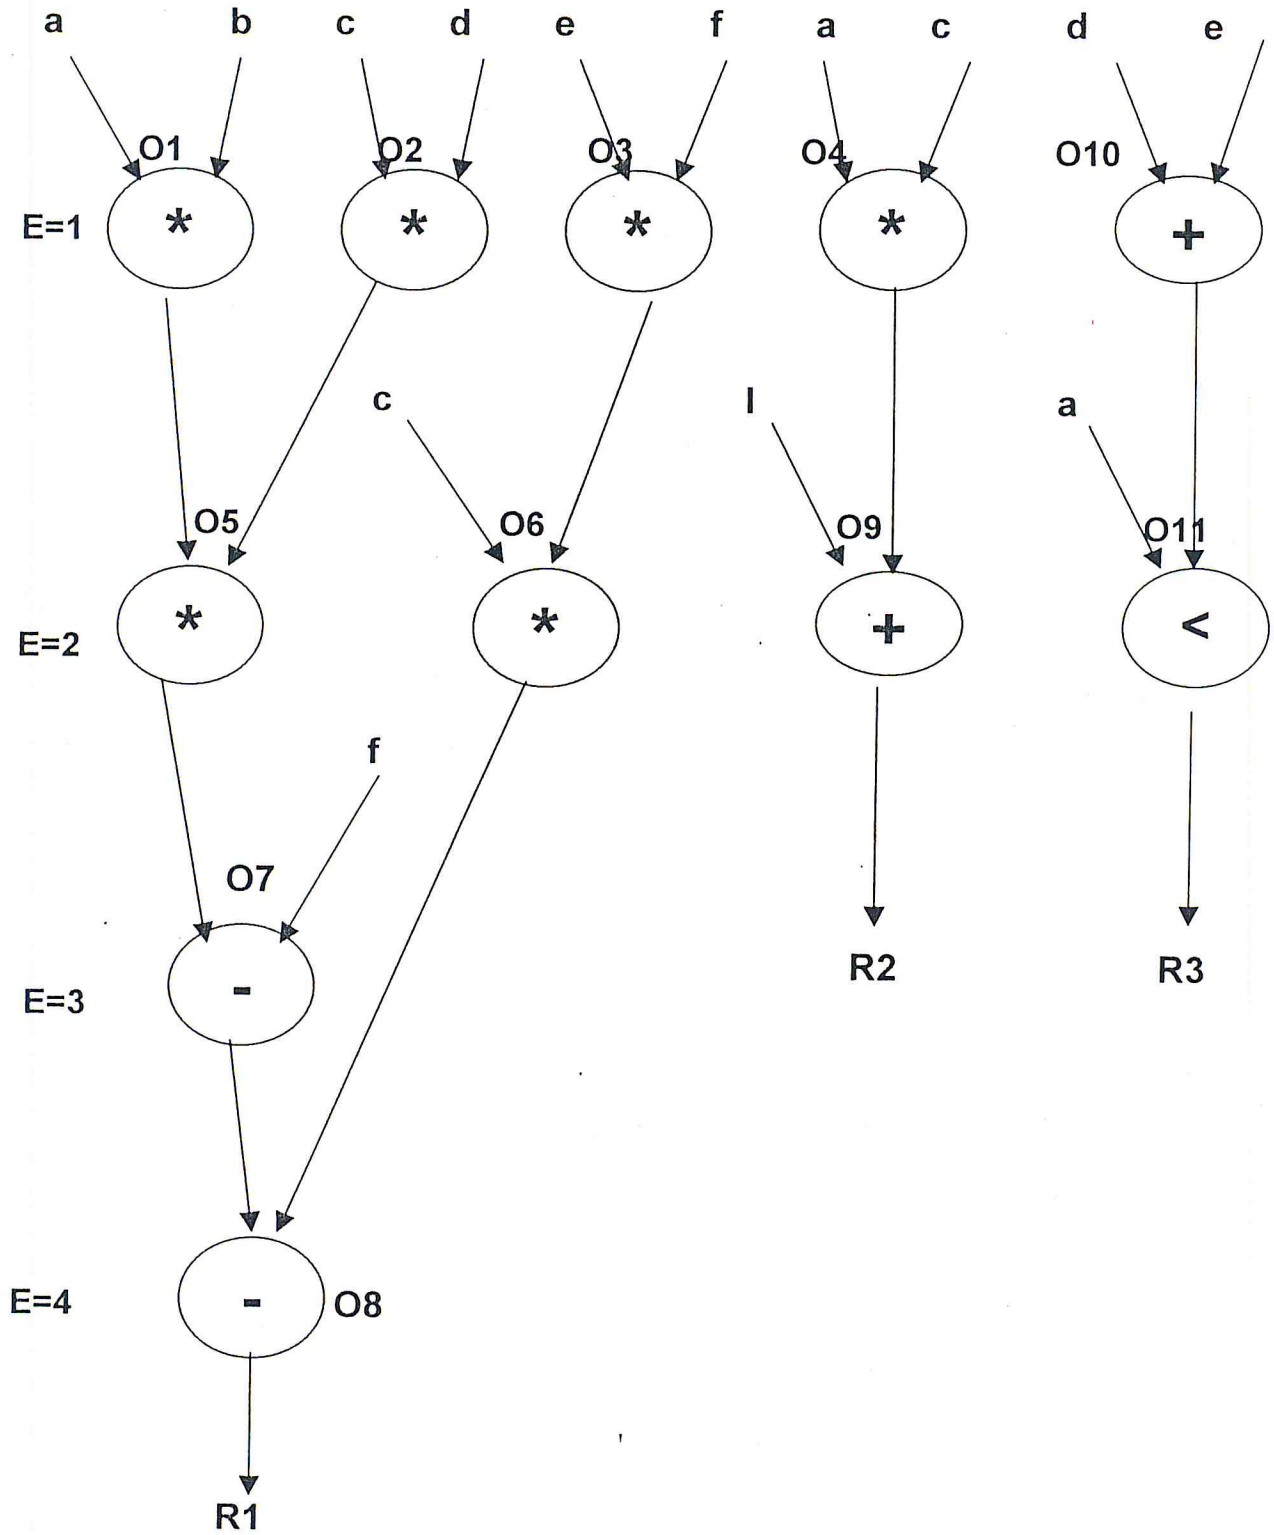 a b c d e f a c d e
O1 O2 O3 O4 O10
E=1 * * * * +
c l a
O5 O6 O9 O11
E=2 * * + <
f
O7
E=3 - R2 R3
E=4 - O8
R1